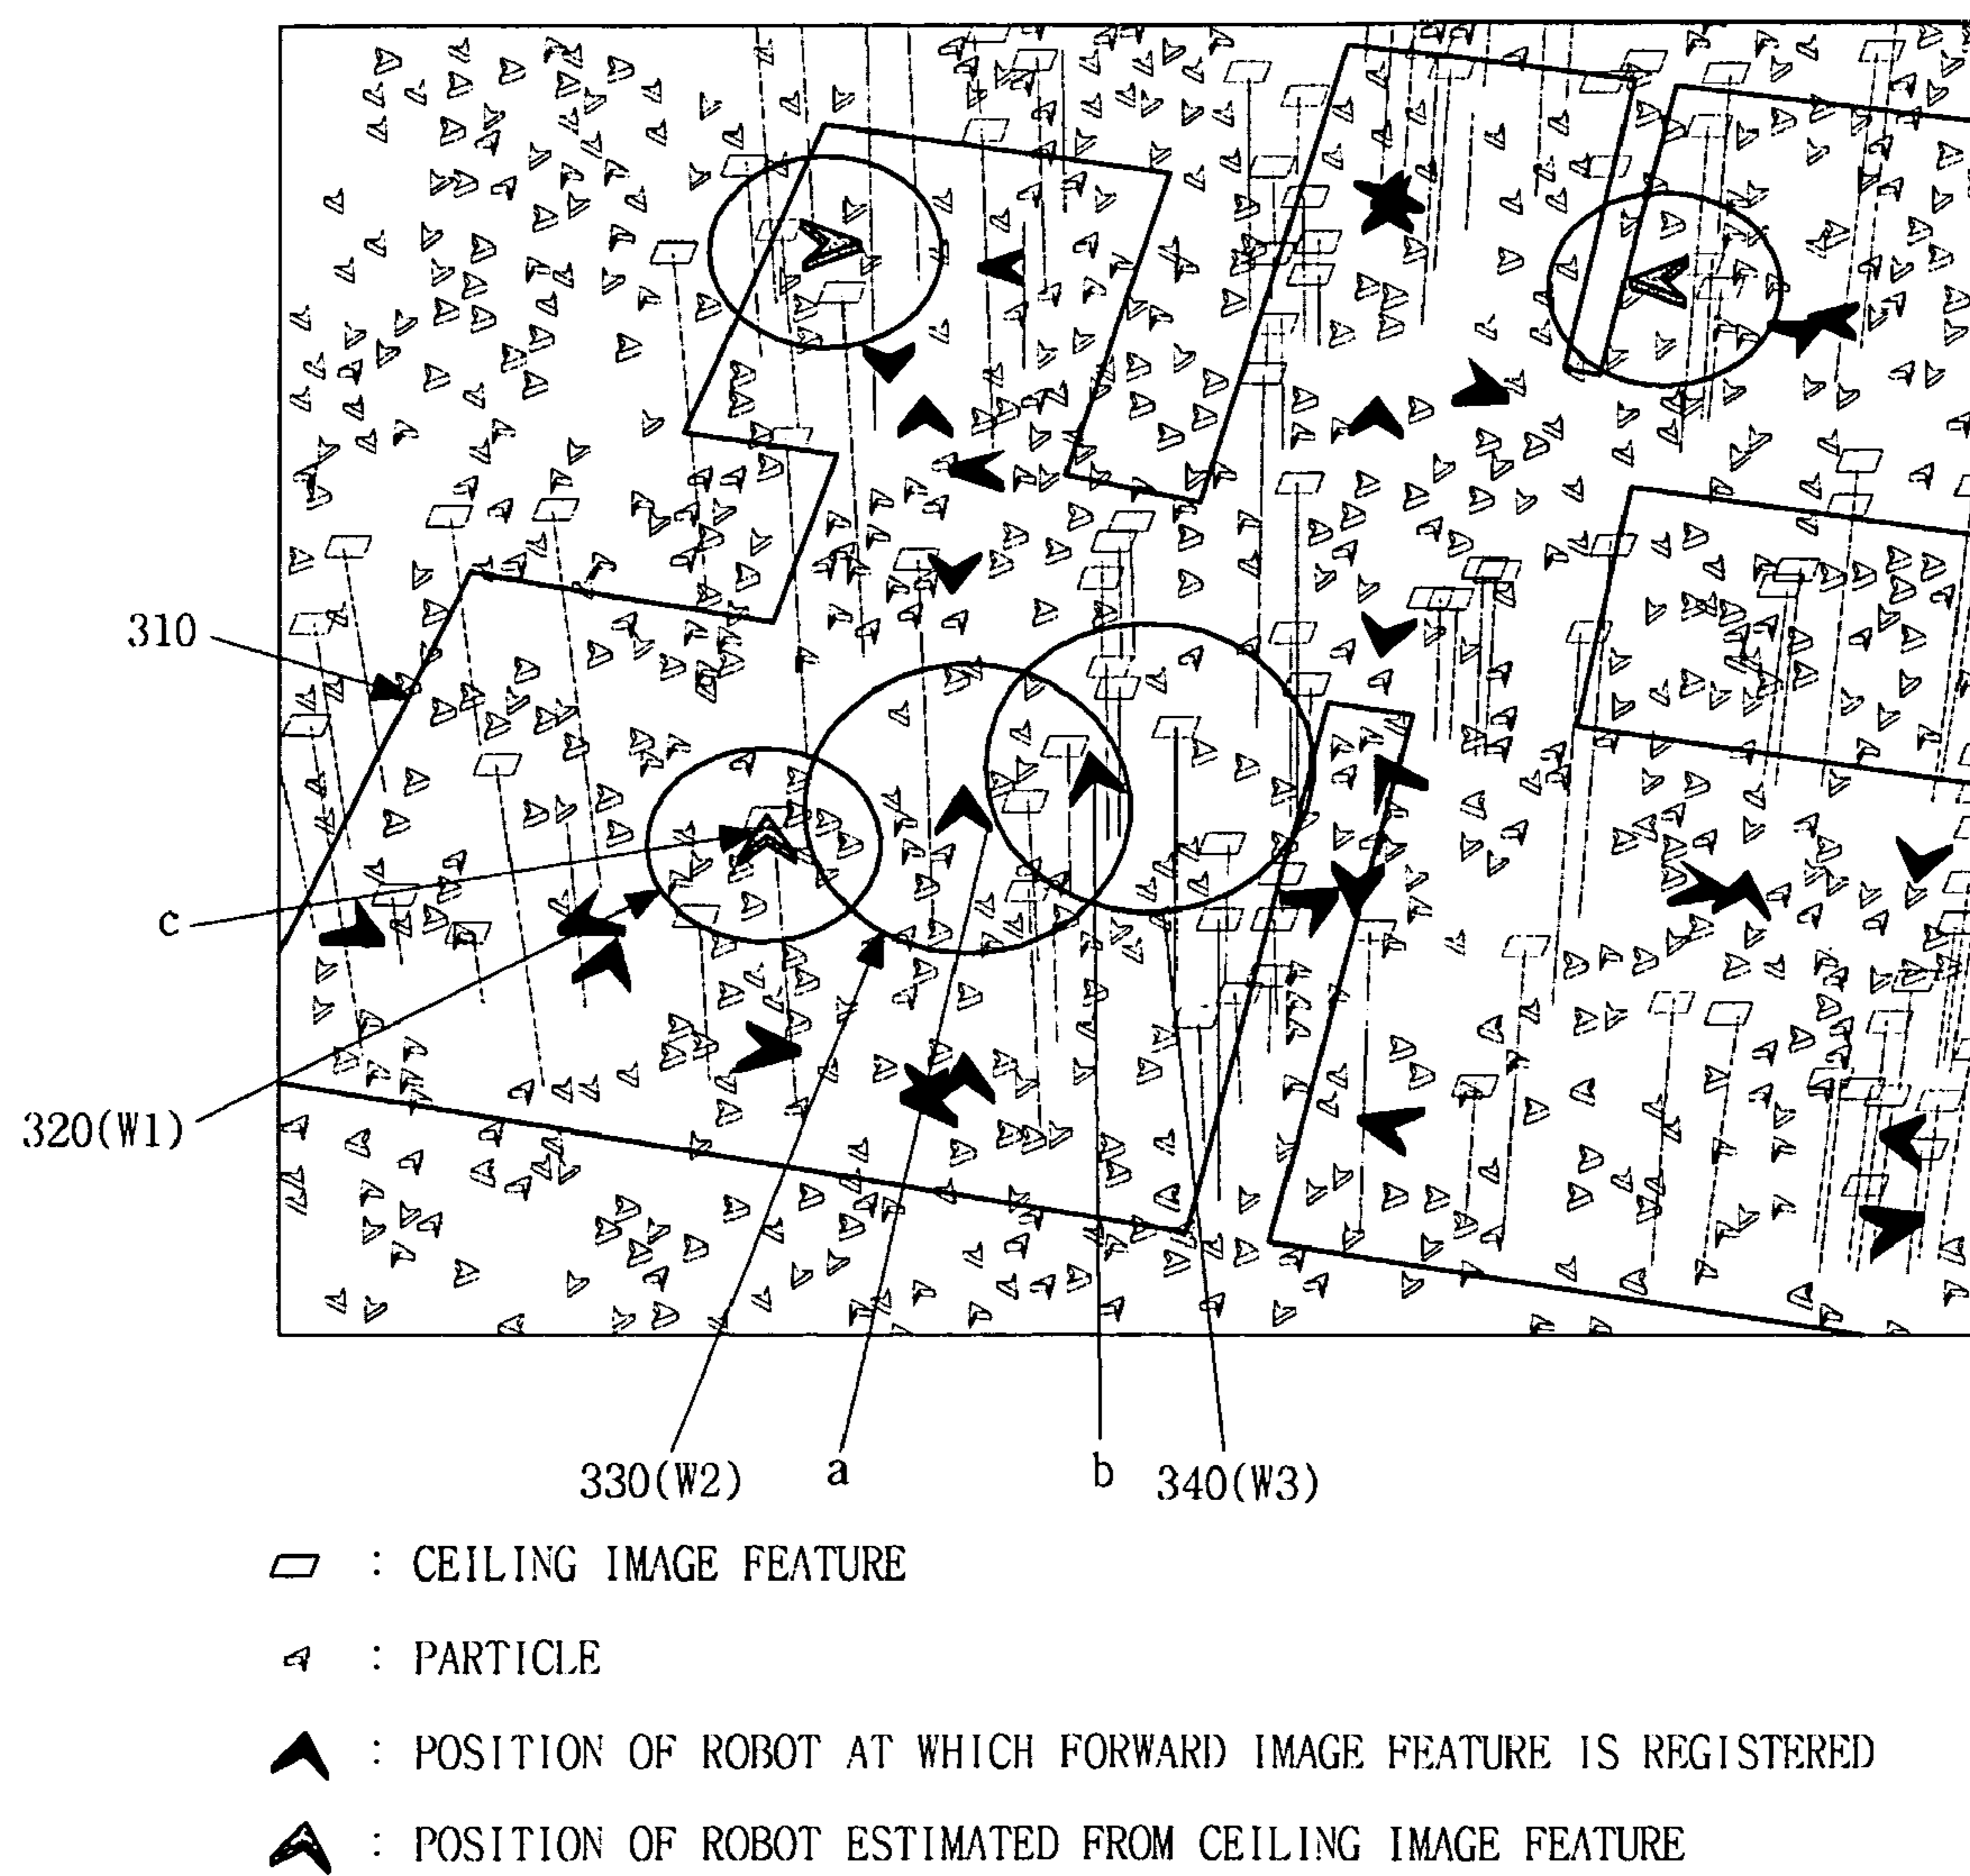 310
c
320(W1)
330(W2) a b 340(W3)
: CEILING IMAGE FEATURE
: PARTICLE
: POSITION OF ROBOT AT WHICH FORWARD IMAGE FEATURE IS REGISTERED
: POSITION OF ROBOT ESTIMATED FROM CEILING IMAGE FEATURE